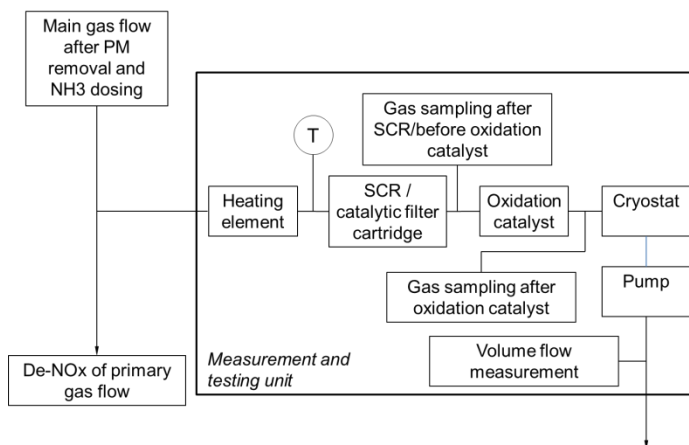 Main gas flow
after PM
removal and
NH3 dosing
Gas sampling after
SCR/before oxidation
catalyst
T
Heating
element
SCR /
catalytic filter
cartridge
Oxidation
catalyst
Cryostat
Gas sampling after
oxidation catalyst
Pump
De-NOx of primary
gas flow
Measurement and
testing unit
Volume flow
measurement